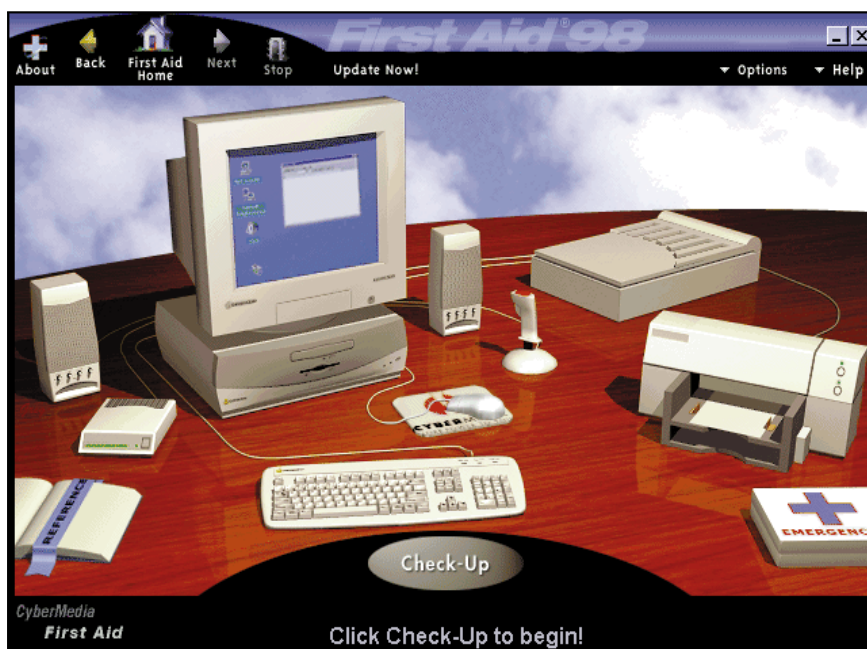 First Aid® 98
About
Back
First Aid
Home
Next
Stop
Update Now!
Options
Help
CYBERM
REFERENCE
EMERGENC
Check-Up
CyberMedia
First Aid
Click Check-Up to begin!